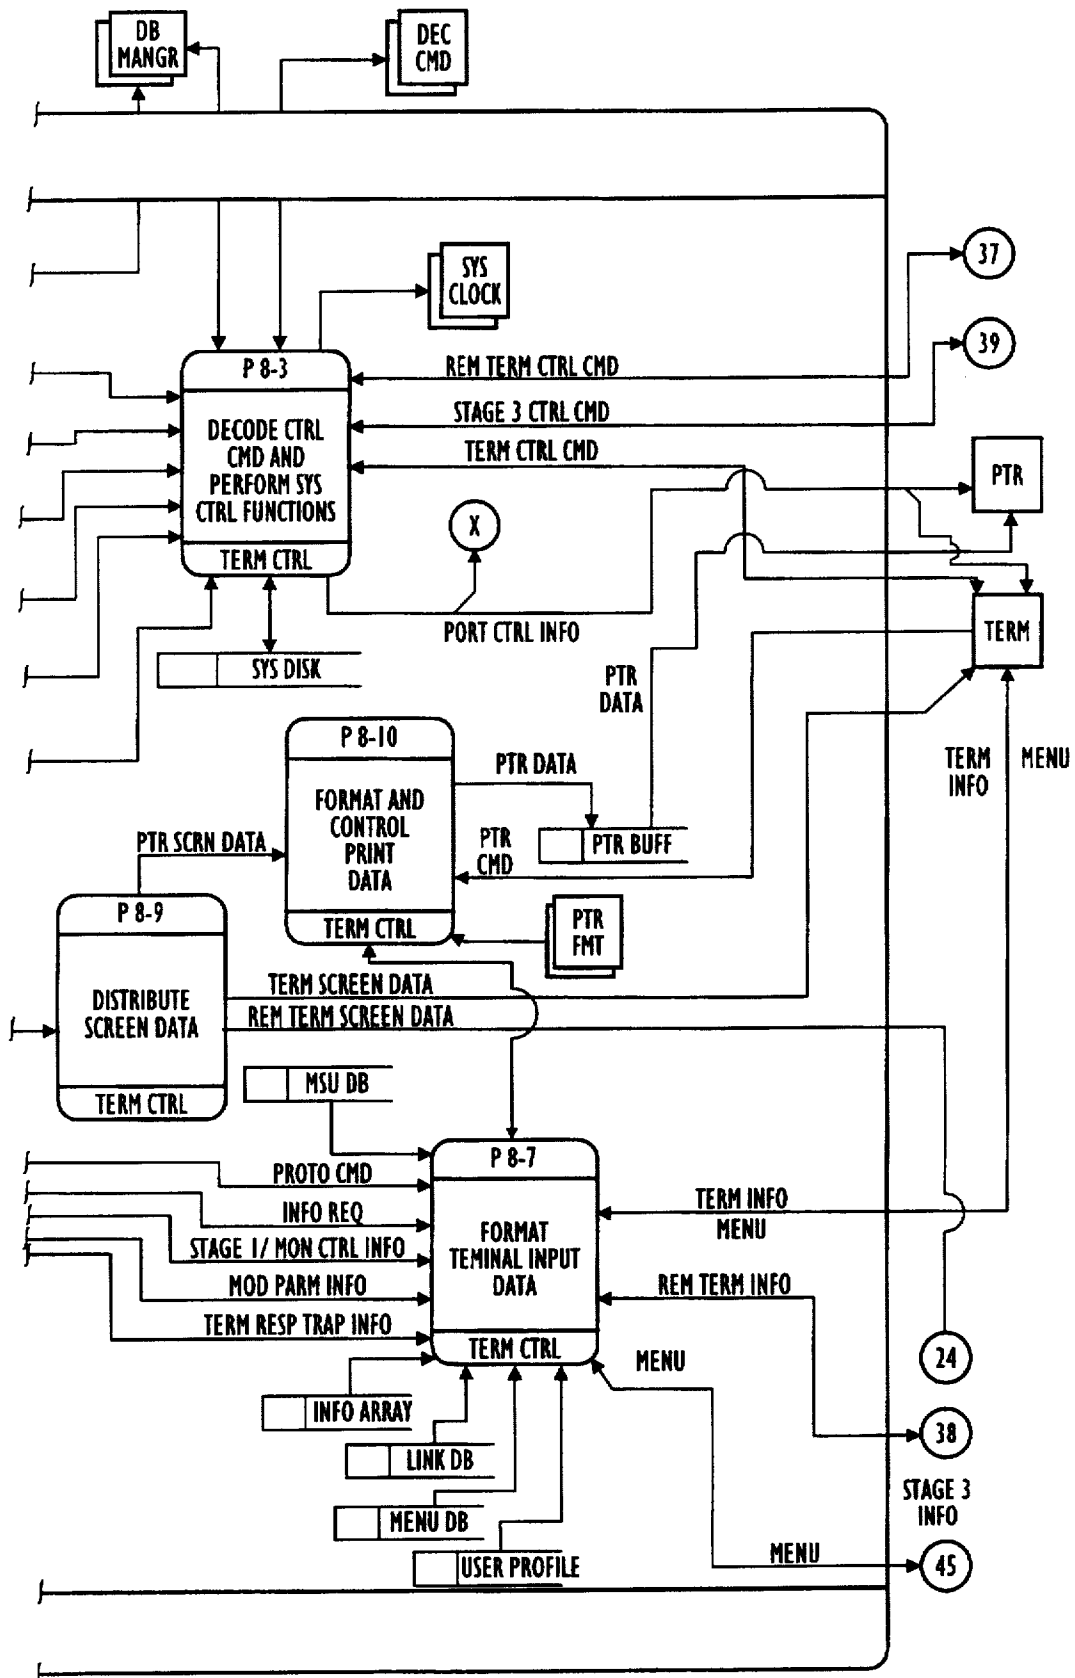 DB
MANGR
DEC
CMD
SYS
CLOCK
37
39
P 8-3
DECODE CTRL
CMD AND
PERFORM SYS
CTRL FUNCTIONS
TERM CTRL
REM TERM CTRL CMD
STAGE 3 CTRL CMD
TERM CTRL CMD
PTR
X
PORT CTRL INFO
TERM
SYS DISK
PTR
DATA
P 8-10
FORMAT AND
CONTROL
PRINT
DATA
TERM CTRL
PTR DATA
TERM
INFO
MENU
PTR BUFF
PTR
CMD
PTR SCRN DATA
PTR
FMT
P 8-9
DISTRIBUTE
SCREEN DATA
TERM CTRL
TERM SCREEN DATA
REM TERM SCREEN DATA
MSU DB
P 8-7
FORMAT
TEMINAL INPUT
DATA
TERM CTRL
PROTO CMD
INFO REQ
STAGE 1/ MON CTRL INFO
MOD PARM INFO
TERM RESP TRAP INFO
TERM INFO
MENU
REM TERM INFO
MENU
24
INFO ARRAY
38
LINK DB
STAGE 3
INFO
MENU DB
USER PROFILE
MENU
45